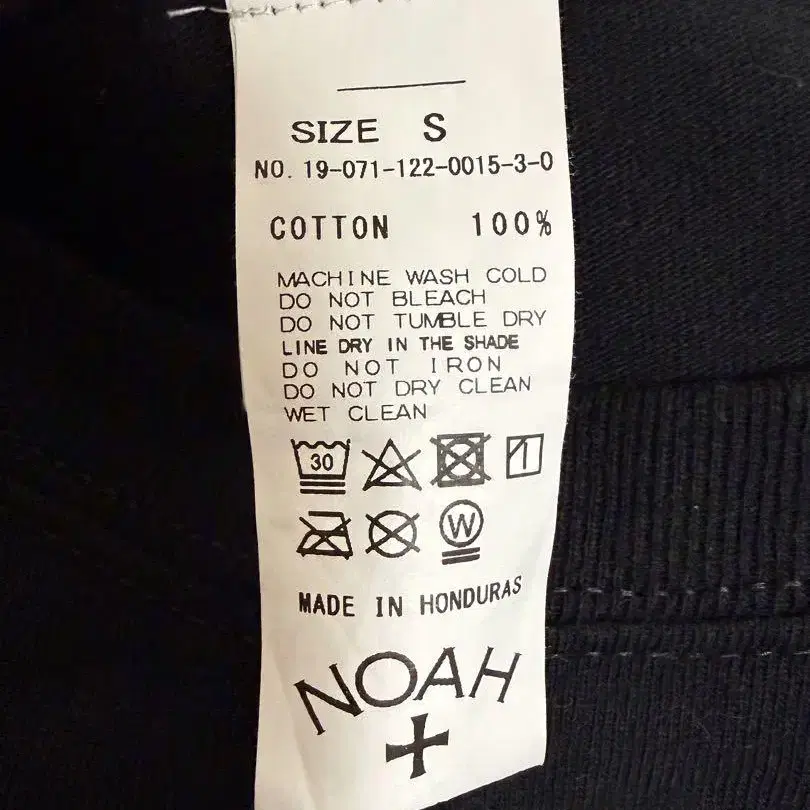 SIZE S
NO. 19-071-122-0015-3-0
COTTON 100%
MACHINE WASH COLD
DO NOT BLEACH
DO NOT TUMBLE DRY
LINE DRY IN THE SHADE
DO NOT IRON
DO NOT DRY CLEAN
WET CLEAN
30
W
MADE IN HONDURAS
NOAH